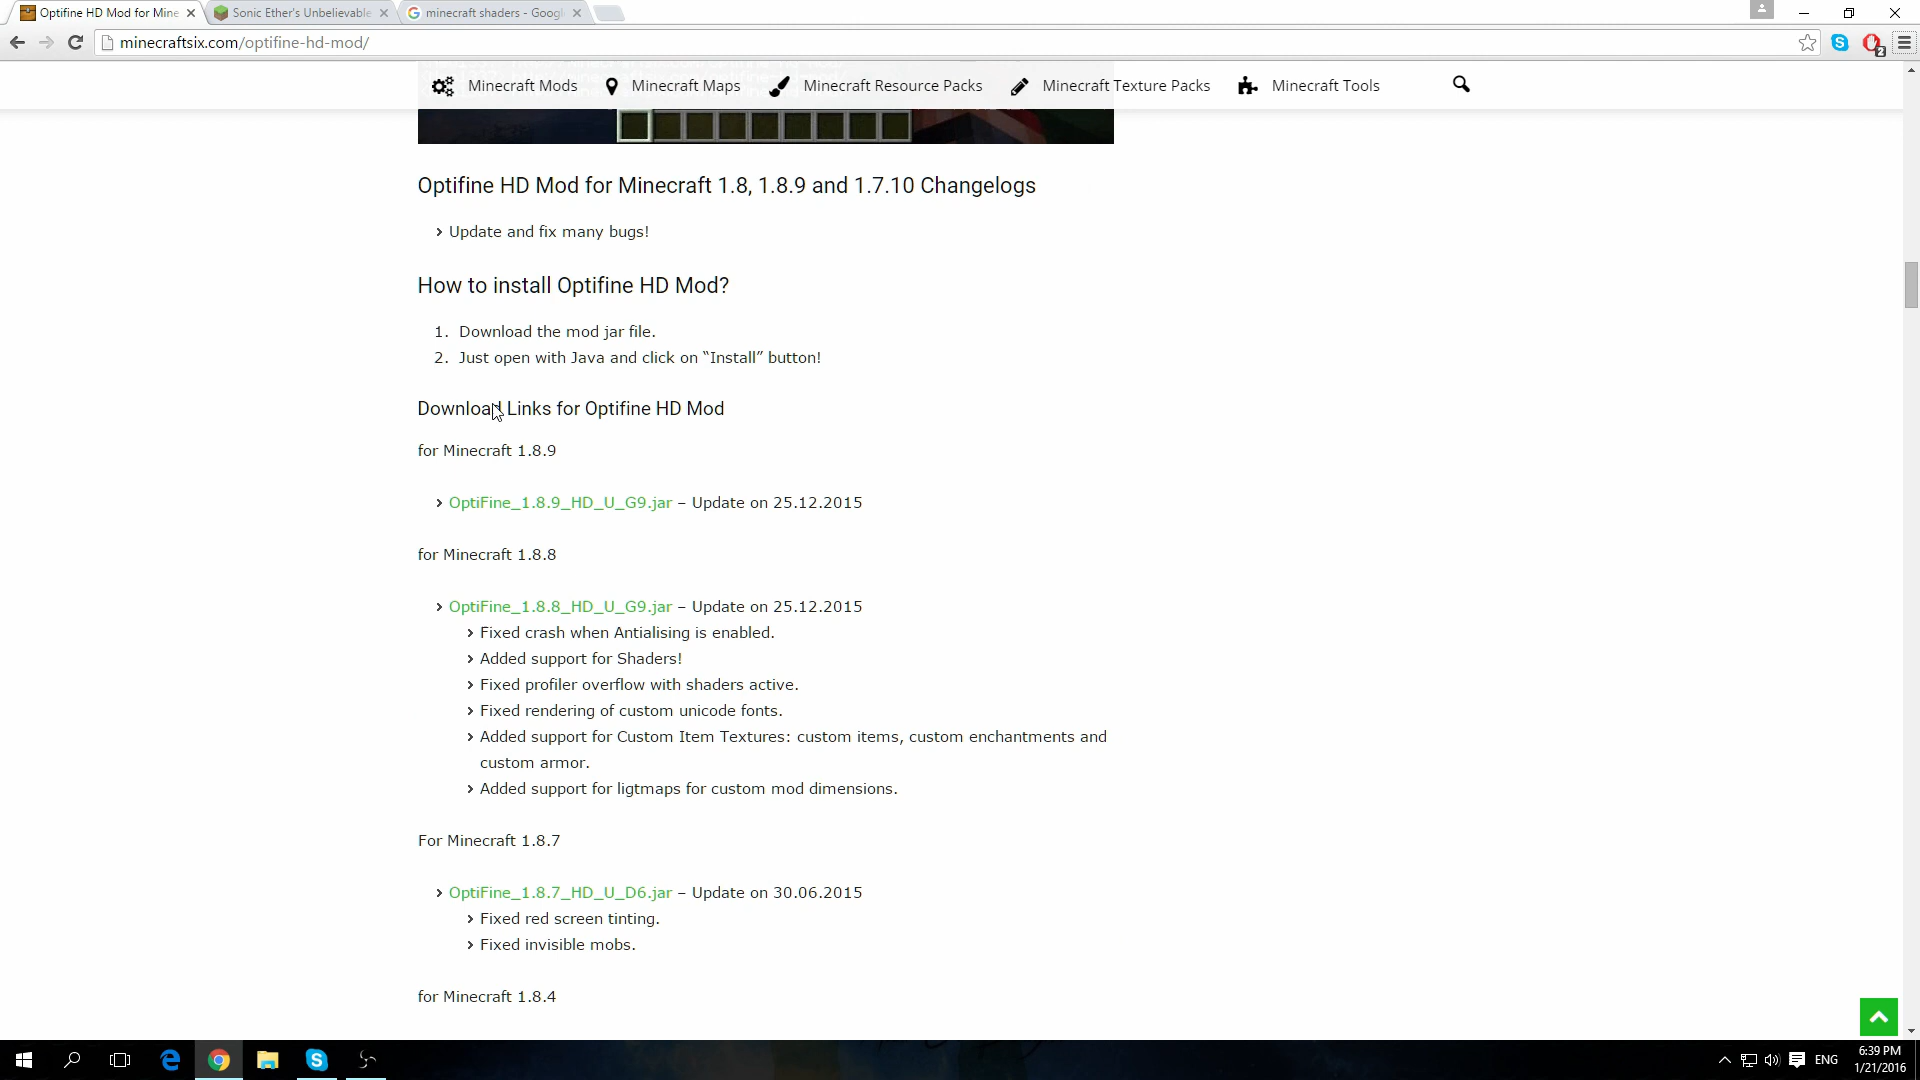 Optifine HD Mod for Mine
Sonic Ether's Unbelievable
minecraft shaders - Googl
minecraftsix.com/optifine-hd-mod/
2
Minecraft Mods
Minecraft Maps
Minecraft Resource Packs
Minecraft Texture Packs
Minecraft Tools
Optifine HD Mod for Minecraft 1.8, 1.8.9 and 1.7.10 Changelogs
Update and fix many bugs!
How to install Optifine HD Mod?
1. Download the mod jar file.
2. Just open with Java and click on “Install” button!
Download Links for Optifine HD Mod
for Minecraft 1.8.9
OptiFine_1.8.9_HD_U_G9.jar – Update on 25.12.2015
for Minecraft 1.8.8
OptiFine_1.8.8_HD_U_G9.jar – Update on 25.12.2015
Fixed crash when Antialising is enabled.
Added support for Shaders!
Fixed profiler overflow with shaders active.
Fixed rendering of custom unicode fonts.
Added support for Custom Item Textures: custom items, custom enchantments and
custom armor.
Added support for ligtmaps for custom mod dimensions.
For Minecraft 1.8.7
OptiFine_1.8.7_HD_U_D6.jar – Update on 30.06.2015
Fixed red screen tinting.
Fixed invisible mobs.
for Minecraft 1.8.4
ENG
6:39 PM
1/21/2016